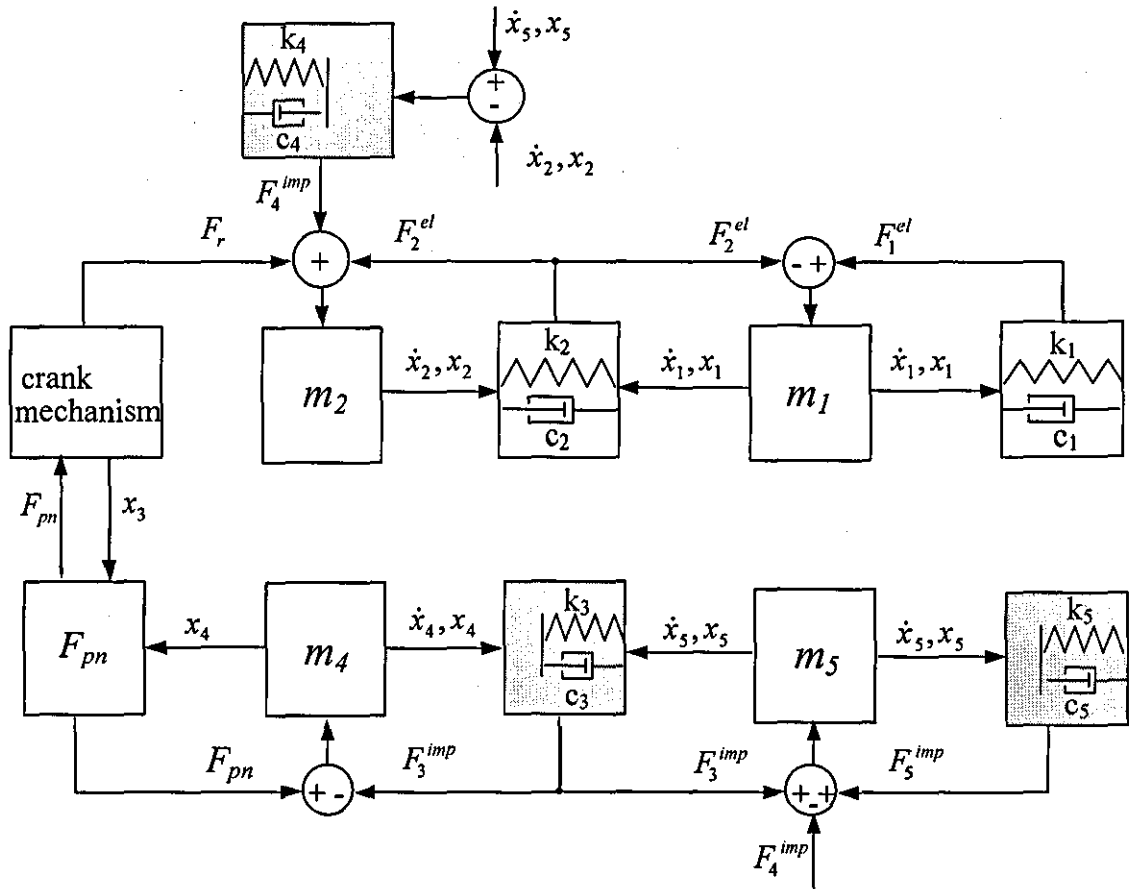 ẋ₅, x₅
k₄
+
-
c₄
ẋ₂, x₂
F₄ⁱᵐᵖ
Fᵣ
F₂ᵉˡ
F₂ᵉˡ
F₁ᵉˡ
+
- +
crank
mechanism
m₂
ẋ₂, x₂
k₂
c₂
ẋ₁, x₁
m₁
ẋ₁, x₁
k₁
c₁
Fₚₙ
x₃
Fₚₙ
x₄
m₄
ẋ₄, x₄
k₃
c₃
ẋ₅, x₅
m₅
ẋ₅, x₅
k₅
c₅
Fₚₙ
+ -
F₃ⁱᵐᵖ
F₃ⁱᵐᵖ
+ - +
F₅ⁱᵐᵖ
F₄ⁱᵐᵖ